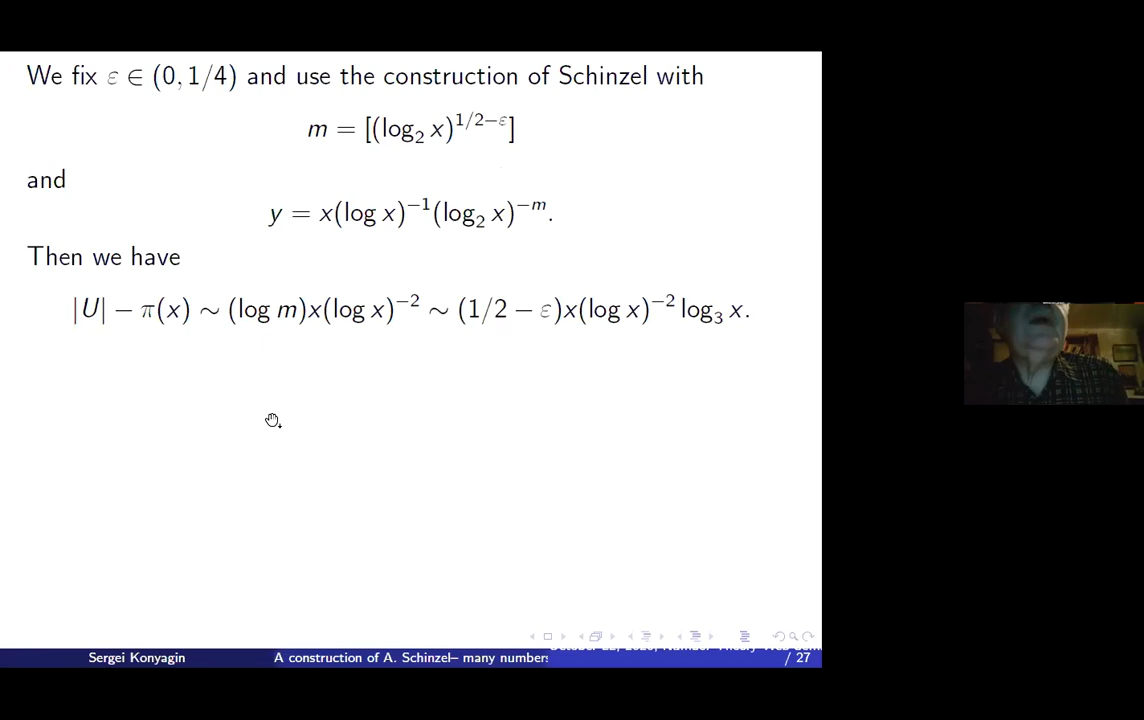 We fix ε ∈ (0, 1/4) and use the construction of Schinzel with
m = [(log₂ x)^{1/2−ε}]
and
y = x(log x)^{−1}(log₂ x)^{−m}.
Then we have
|U| − π(x) ∼ (log m)x(log x)^{−2} ∼ (1/2 − ε)x(log x)^{−2} log₃ x.
Sergei Konyagin
A construction of A. Schinzel– many numbers
/ 27